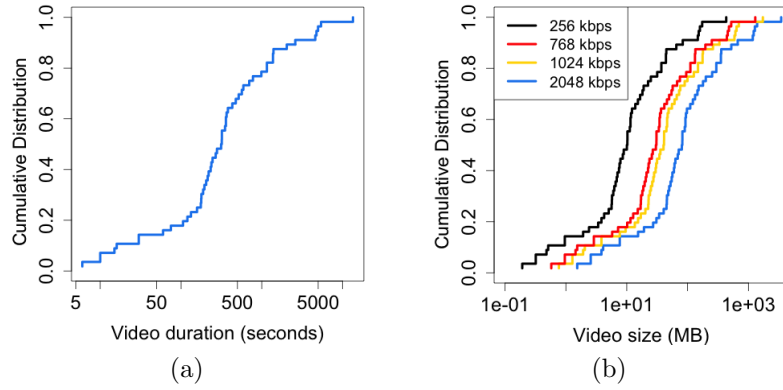 Cumulative Distribution
0.0
0.2
0.4
0.6
0.8
1.0
5
50
500
5000
Video duration (seconds)
(a)
256 kbps
768 kbps
1024 kbps
2048 kbps
Cumulative Distribution
0.0
0.2
0.4
0.6
0.8
1.0
1e-01
1e+01
1e+03
Video size (MB)
(b)